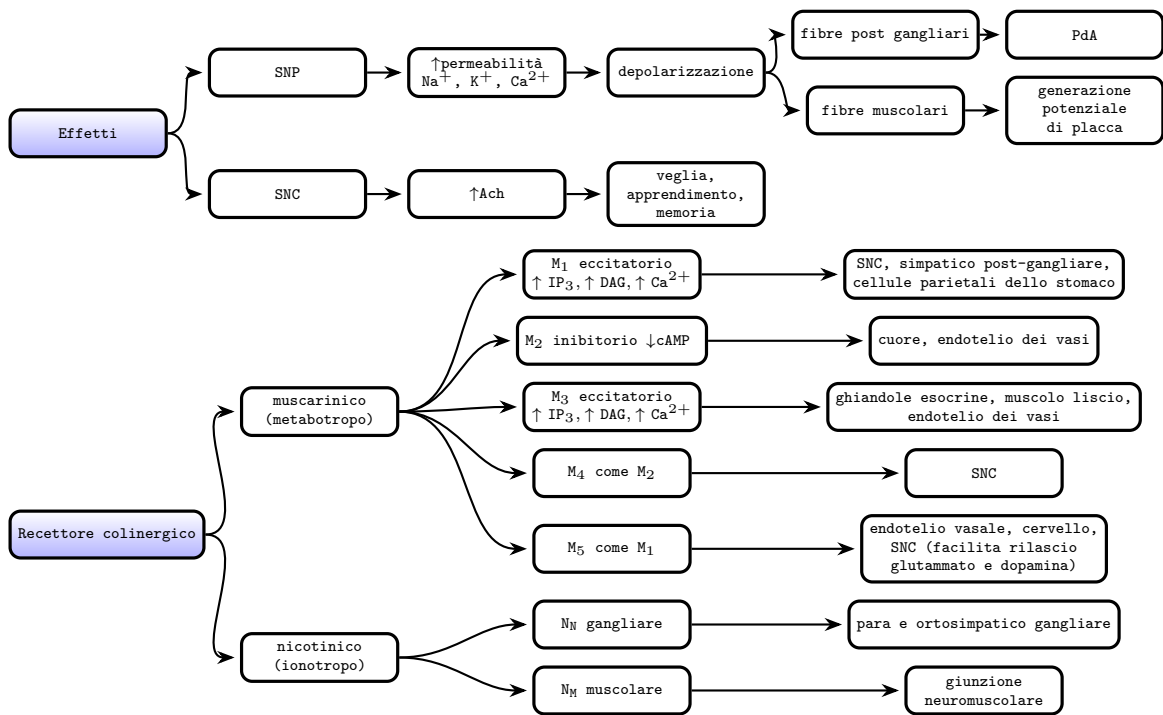 Effetti
SNP
↑permeabilità
Na⁺, K⁺, Ca²⁺
depolarizzazione
fibre post gangliari
PdA
fibre muscolari
generazione
potenziale
di placca
SNC
↑Ach
veglia,
apprendimento,
memoria
Recettore colinergico
muscarinico
(metabotropo)
M₁ eccitatorio
↑ IP₃,↑ DAG,↑ Ca²⁺
SNC, simpatico post-gangliare,
cellule parietali dello stomaco
M₂ inibitorio ↓cAMP
cuore, endotelio dei vasi
M₃ eccitatorio
↑ IP₃,↑ DAG,↑ Ca²⁺
ghiandole esocrine, muscolo liscio,
endotelio dei vasi
M₄ come M₂
SNC
M₅ come M₁
endotelio vasale, cervello,
SNC (facilita rilascio
glutammato e dopamina)
nicotinico
(ionotropo)
N_N gangliare
para e ortosimpatico gangliare
N_M muscolare
giunzione
neuromuscolare